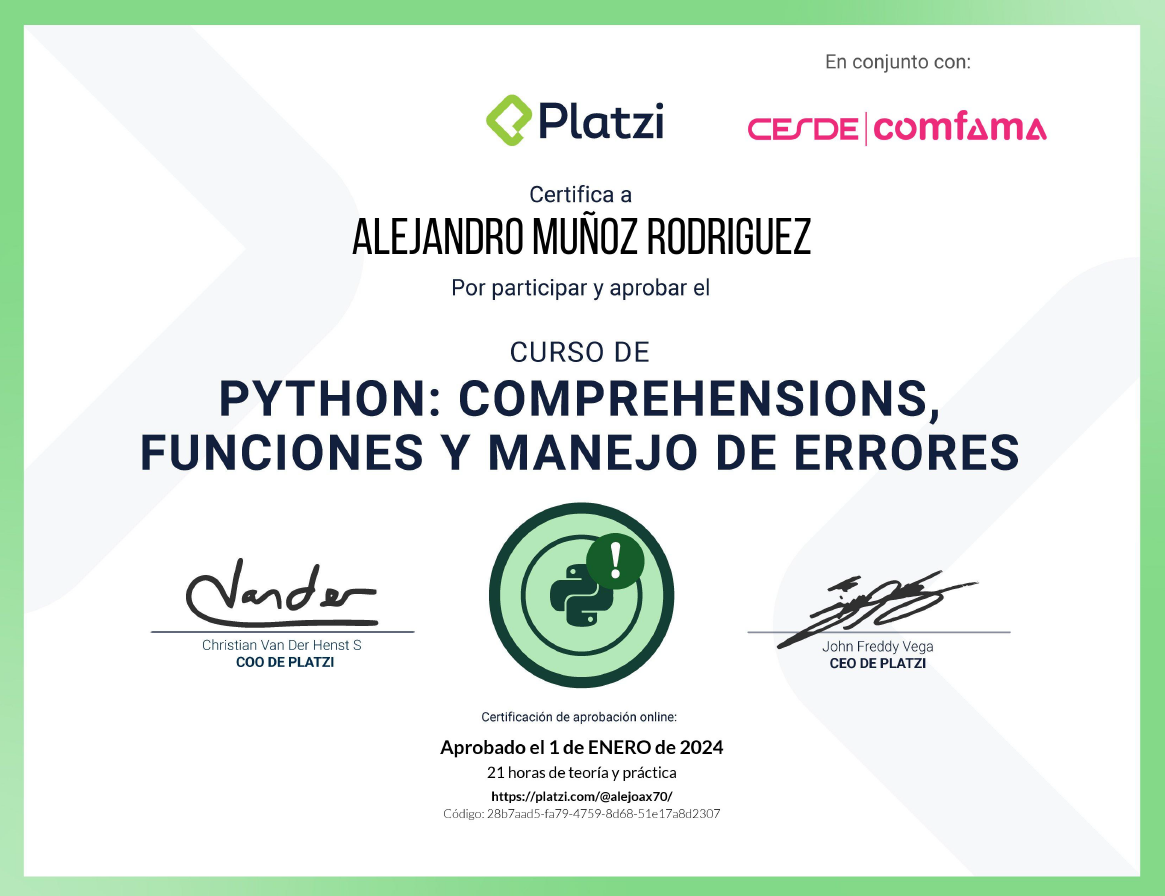 En conjunto con:
Platzi
CESDE | comfama
Certifica a
ALEJANDRO MUÑOZ RODRIGUEZ
Por participar y aprobar el
CURSO DE
PYTHON: COMPREHENSIONS,
FUNCIONES Y MANEJO DE ERRORES
!
Vander
Christian Van Der Henst S
COO DE PLATZI
John Freddy Vega
CEO DE PLATZI
Certificación de aprobación online:
Aprobado el 1 de ENERO de 2024
21 horas de teoría y práctica
https://platzi.com/@alejoax70/
Código: 28b7aad5-fa79-4759-8d68-51e17a8d2307